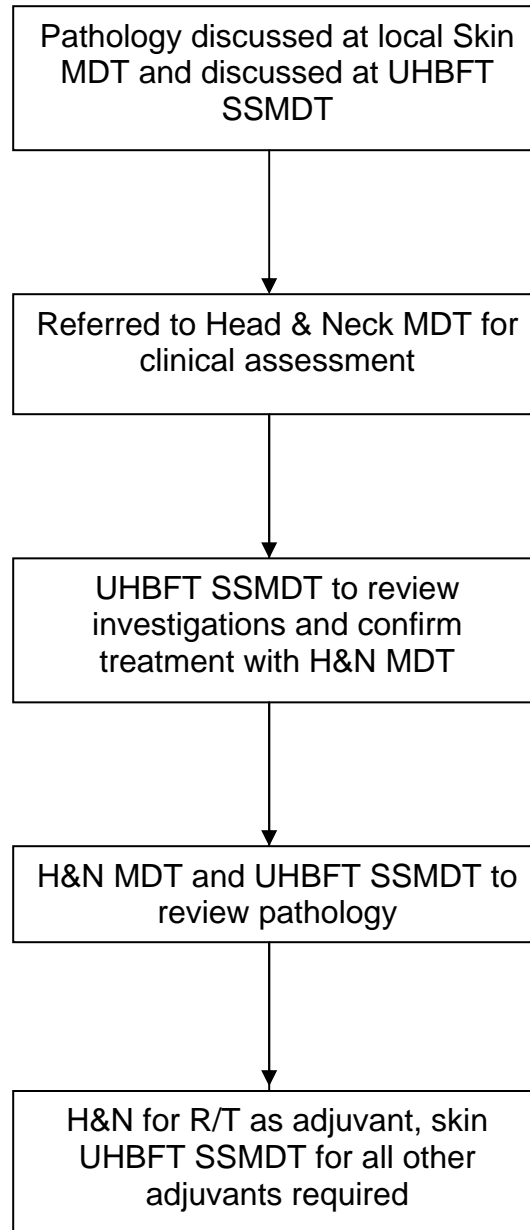 Pathology discussed at local Skin
MDT and discussed at UHBFT
SSMDT
Referred to Head & Neck MDT for
clinical assessment
UHBFT SSMDT to review
investigations and confirm
treatment with H&N MDT
H&N MDT and UHBFT SSMDT to
review pathology
H&N for R/T as adjuvant, skin
UHBFT SSMDT for all other
adjuvants required